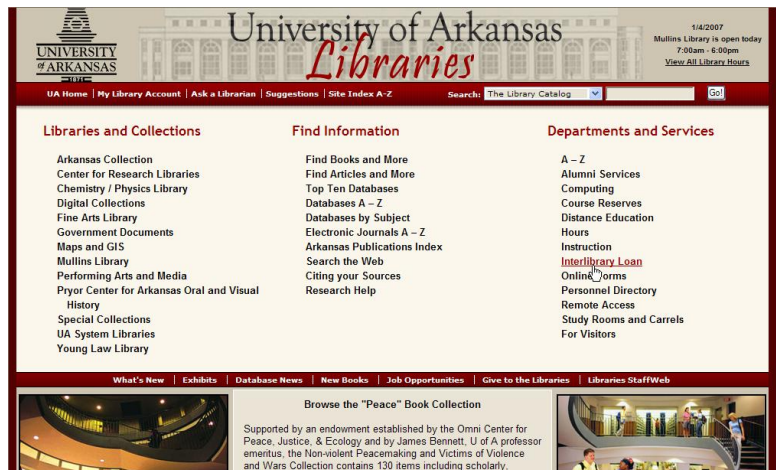 UNIVERSITY
OF ARKANSAS
University of Arkansas
Libraries
1/4/2007
Mullins Library is open today
7:00am - 6:00pm
View All Library Hours
UA Home | My Library Account | Ask a Librarian | Suggestions | Site Index A-Z
Search: The Library Catalog Go!
Libraries and Collections
Arkansas Collection
Center for Research Libraries
Chemistry / Physics Library
Digital Collections
Fine Arts Library
Government Documents
Maps and GIS
Mullins Library
Performing Arts and Media
Pryor Center for Arkansas Oral and Visual
History
Special Collections
UA System Libraries
Young Law Library
Find Information
Find Books and More
Find Articles and More
Top Ten Databases
Databases A – Z
Databases by Subject
Electronic Journals A – Z
Arkansas Publications Index
Search the Web
Citing your Sources
Research Help
Departments and Services
A – Z
Alumni Services
Computing
Course Reserves
Distance Education
Hours
Instruction
Interlibrary Loan
Online Forms
Personnel Directory
Remote Access
Study Rooms and Carrels
For Visitors
What's New | Exhibits | Database News | New Books | Job Opportunities | Give to the Libraries | Libraries StaffWeb
Browse the "Peace" Book Collection
Supported by an endowment established by the Omni Center for
Peace, Justice, & Ecology and by James Bennett, U of A professor
emeritus, the Non-violent Peacemaking and Victims of Violence
and Wars Collection contains 130 items including scholarly,